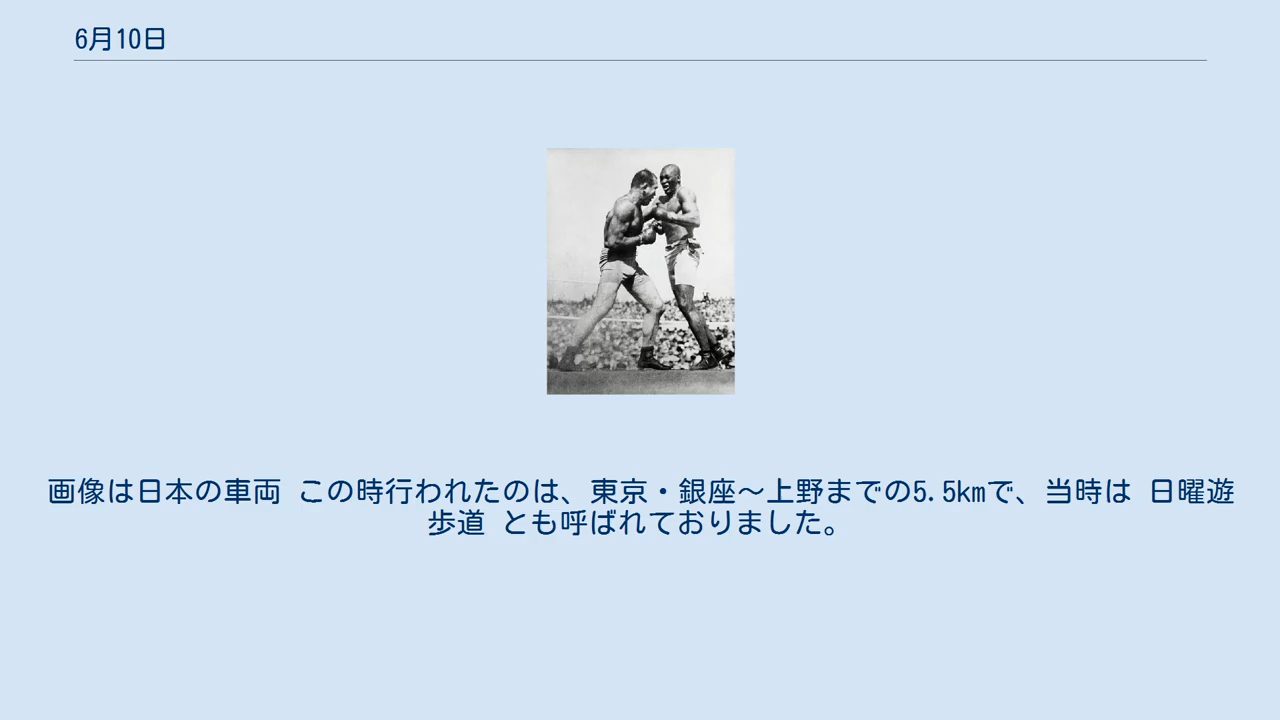 6月10日
画像は日本の車両 この時行われたのは、東京・銀座～上野までの5.5kmで、当時は 日曜遊
歩道 とも呼ばれておりました。